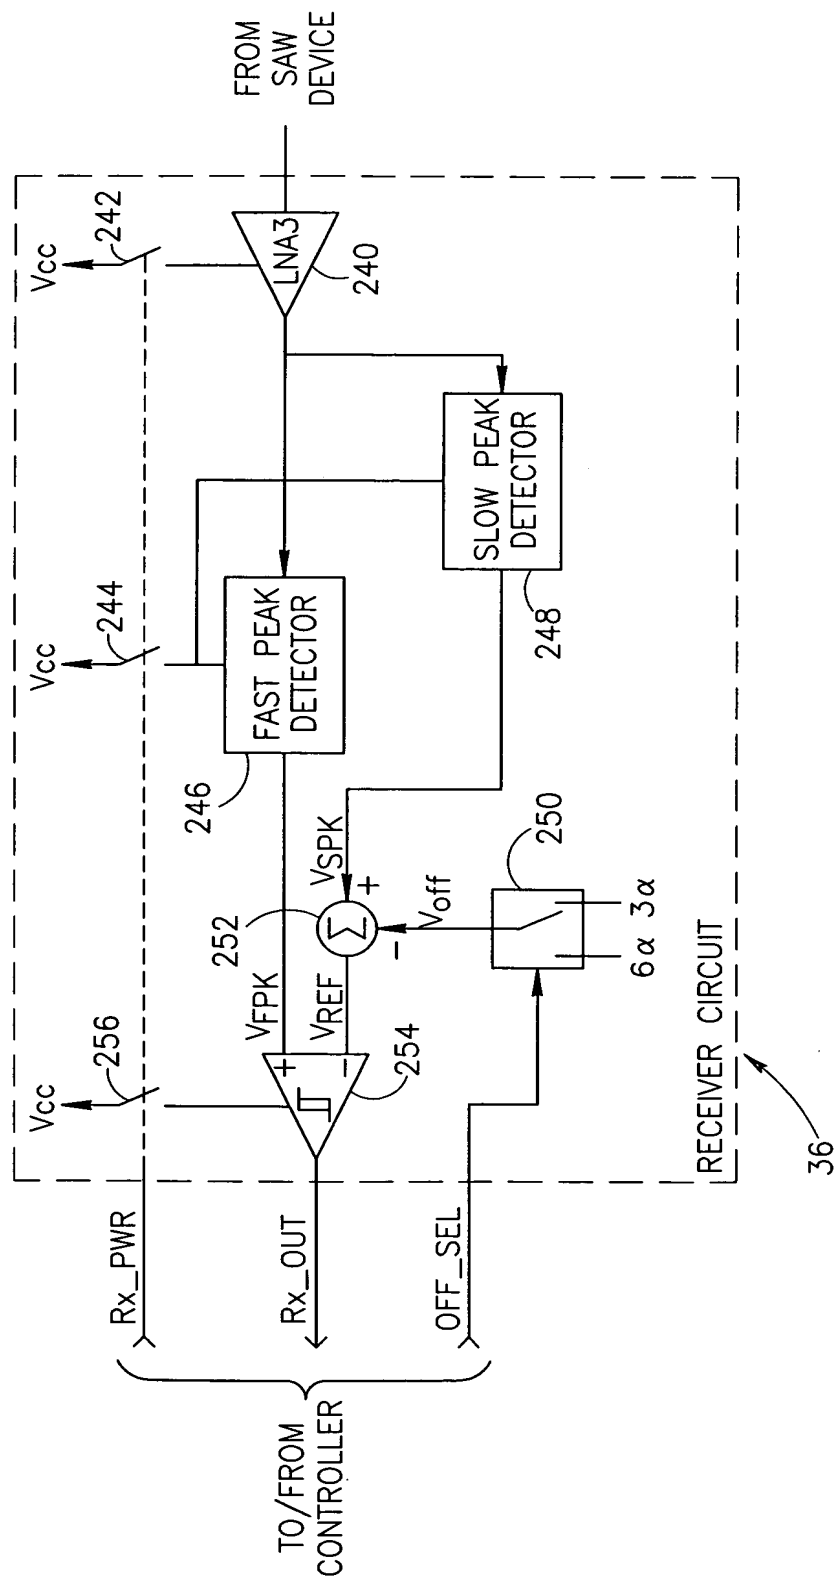 FROM
SAW
DEVICE
Vcc
242
LNA3
240
Vcc
244
SLOW PEAK
DETECTOR
248
FAST PEAK
DETECTOR
246
VSPK
+
252
Σ
−
Voff
250
3α
6α
VFPK
VREF
Vcc
256
+
−
254
RECEIVER CIRCUIT
36
Rx_PWR
Rx_OUT
OFF_SEL
TO/FROM
CONTROLLER